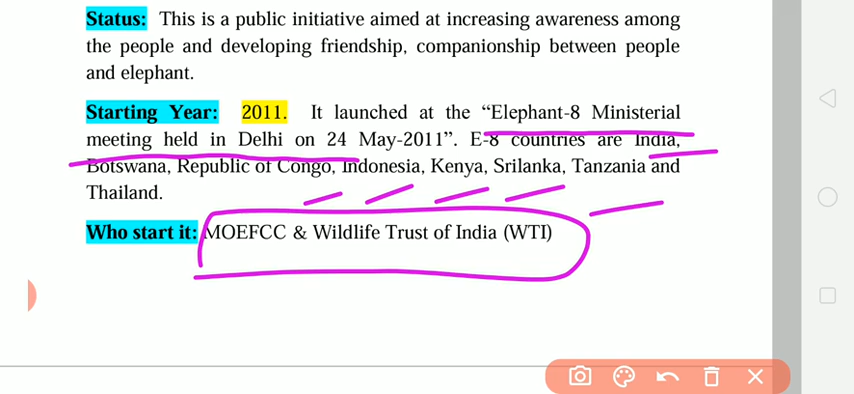 Status: This is a public initiative aimed at increasing awareness among
the people and developing friendship, companionship between people
and elephant.
Starting Year: 2011. It launched at the “Elephant-8 Ministerial
meeting held in Delhi on 24 May-2011”. E-8 countries are India,
Botswana, Republic of Congo, Indonesia, Kenya, Srilanka, Tanzania and
Thailand.
Who start it: MOEFCC & Wildlife Trust of India (WTI)